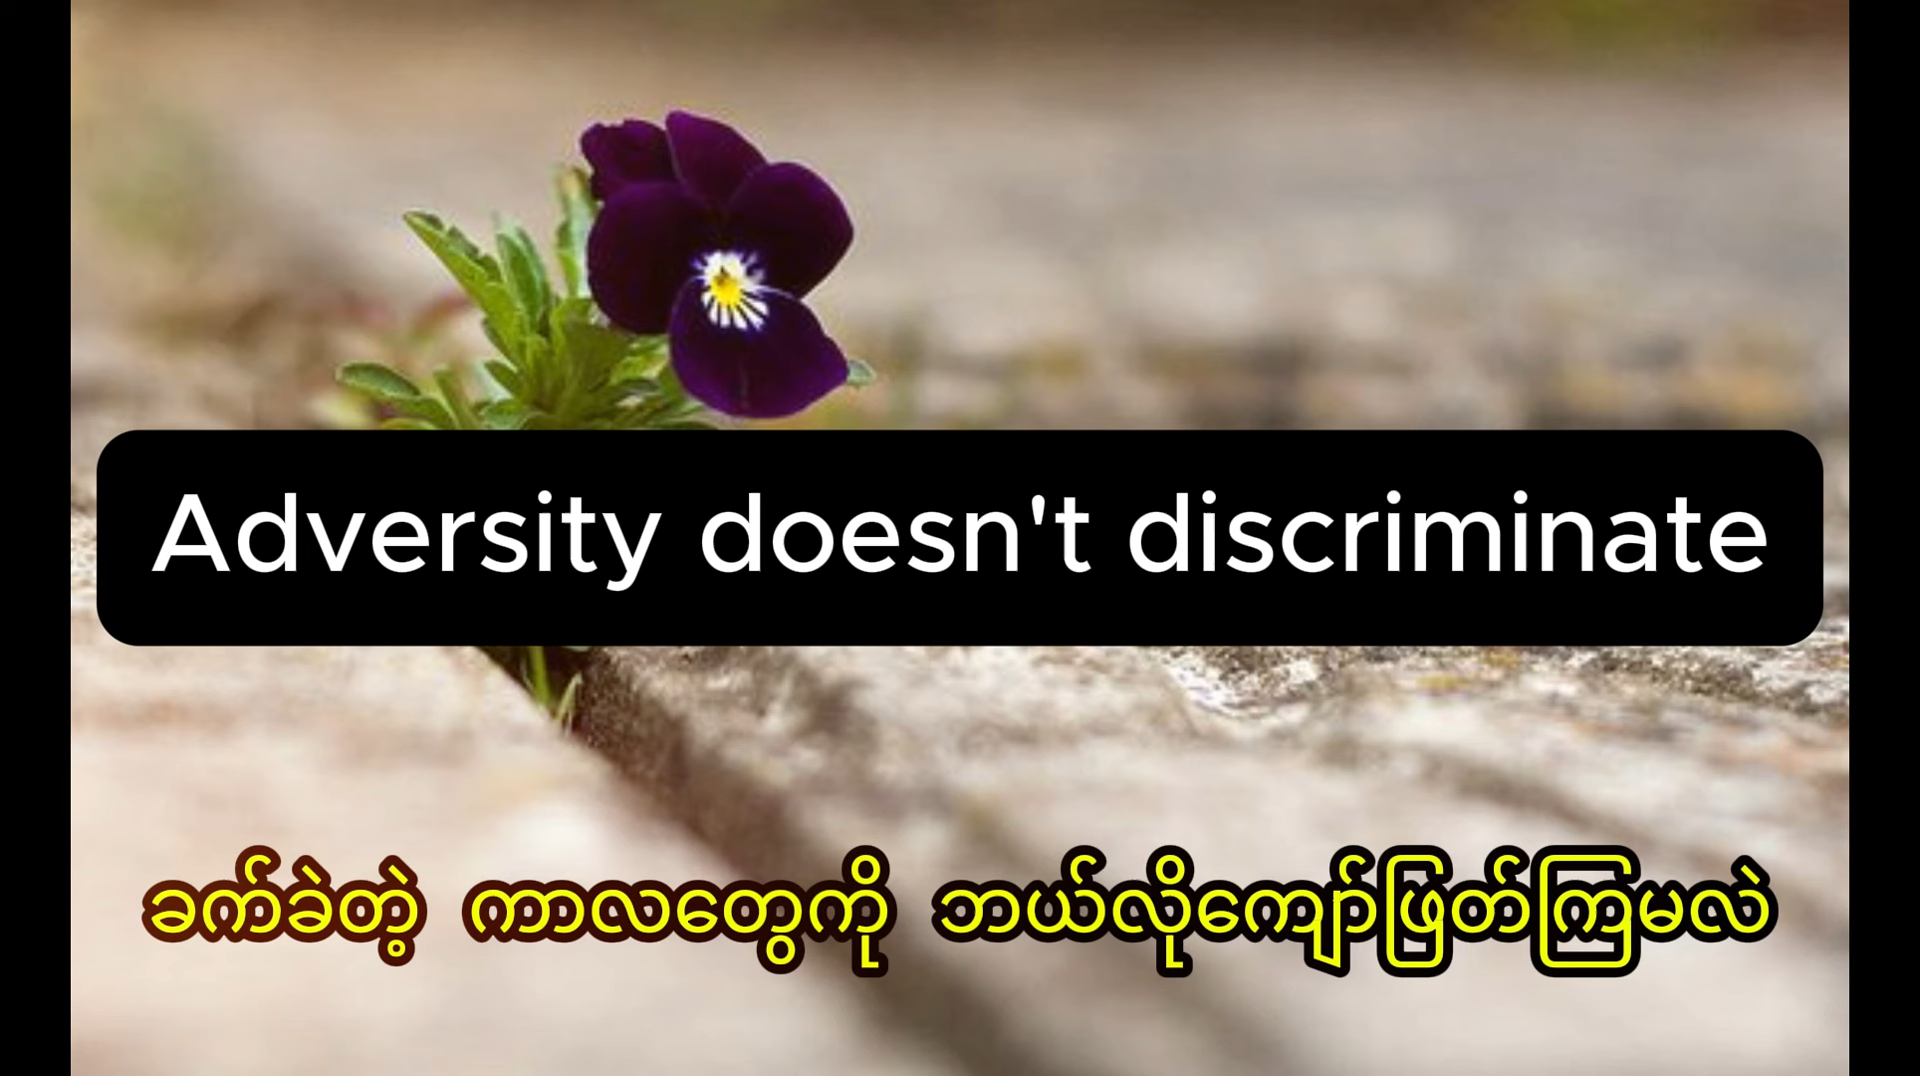 Adversity doesn't discriminate
ခက်ခဲတဲ့ ကာလတွေကို ဘယ်လိုကျော်ဖြတ်ကြမလဲ